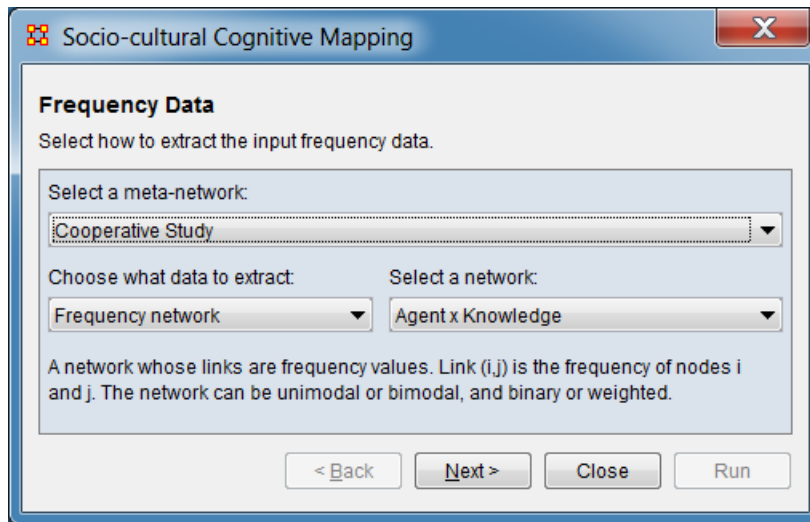 Socio-cultural Cognitive Mapping
Frequency Data
Select how to extract the input frequency data.
Select a meta-network:
Cooperative Study
Choose what data to extract: Select a network:
Frequency network Agent x Knowledge
A network whose links are frequency values. Link (i,j) is the frequency of nodes i
and j. The network can be unimodal or bimodal, and binary or weighted.
< Back Next > Close Run